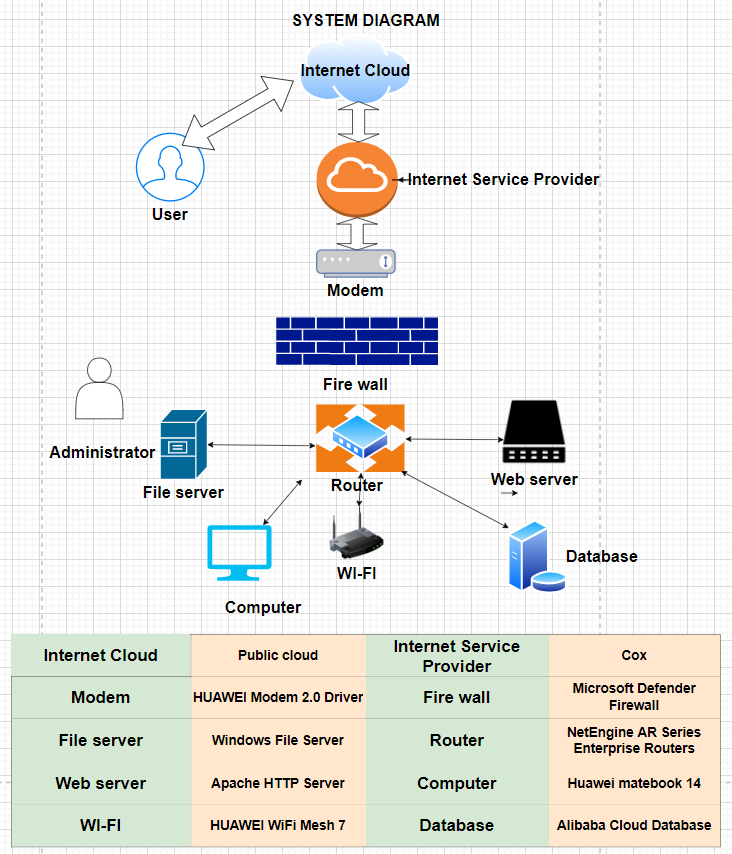 SYSTEM DIAGRAM
Internet Cloud
Internet Service Provider
User
Modem
Fire wall
Administrator
File server
Router
Web server
WI-FI
Database
Computer
Internet Cloud
Public cloud
Internet Service
Provider
Cox
Modem
HUAWEI Modem 2.0 Driver
Fire wall
Microsoft Defender
Firewall
File server
Windows File Server
Router
NetEngine AR Series
Enterprise Routers
Web server
Apache HTTP Server
Computer
Huawei matebook 14
WI-FI
HUAWEI WiFi Mesh 7
Database
Alibaba Cloud Database